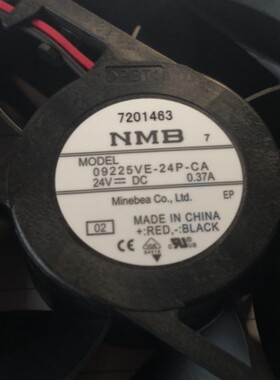 7201463
NMB 7
MODEL
09225VE-24P-CA
24V⎓DC 0.37A
Minebea Co., Ltd.
EP
02
MADE IN CHINA
+:RED,-:BLACK